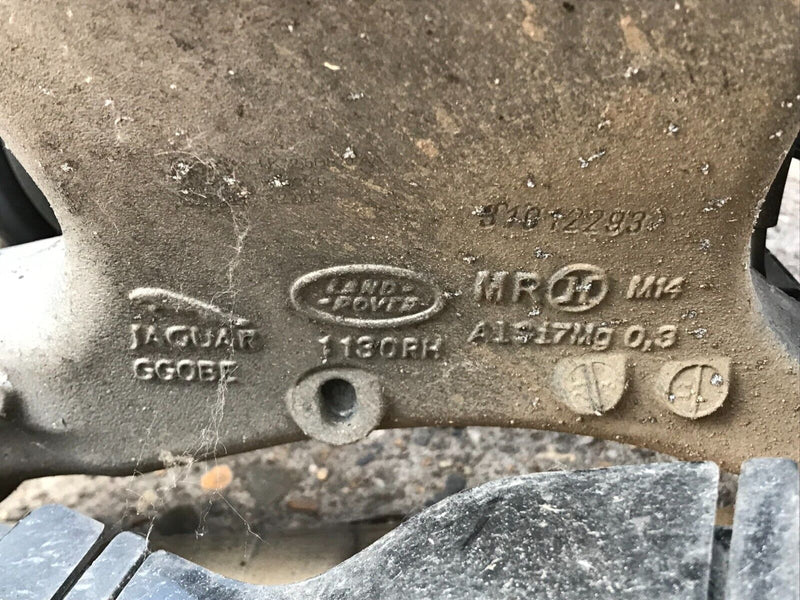 LAND-
-ROVER
MR H M14
JAGUAR
1130RH
AlSi7Mg 0,3
GGOBE